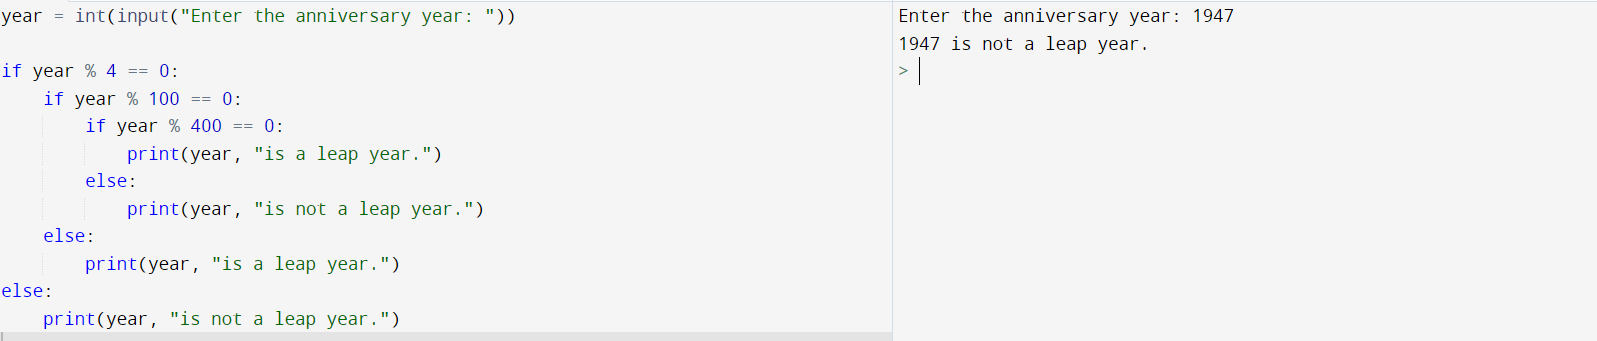 year = int(input("Enter the anniversary year: "))

if year % 4 == 0:
    if year % 100 == 0:
        if year % 400 == 0:
            print(year, "is a leap year.")
        else:
            print(year, "is not a leap year.")
    else:
        print(year, "is a leap year.")
else:
    print(year, "is not a leap year.")
Enter the anniversary year: 1947
1947 is not a leap year.
>